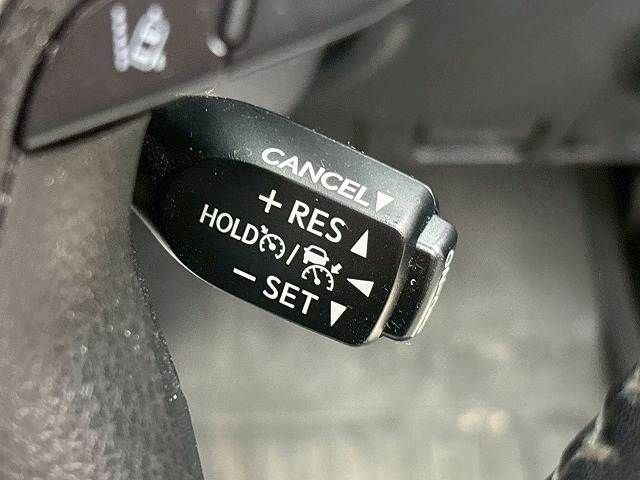 CANCEL▼
+ RES▲
HOLD /
− SET▼